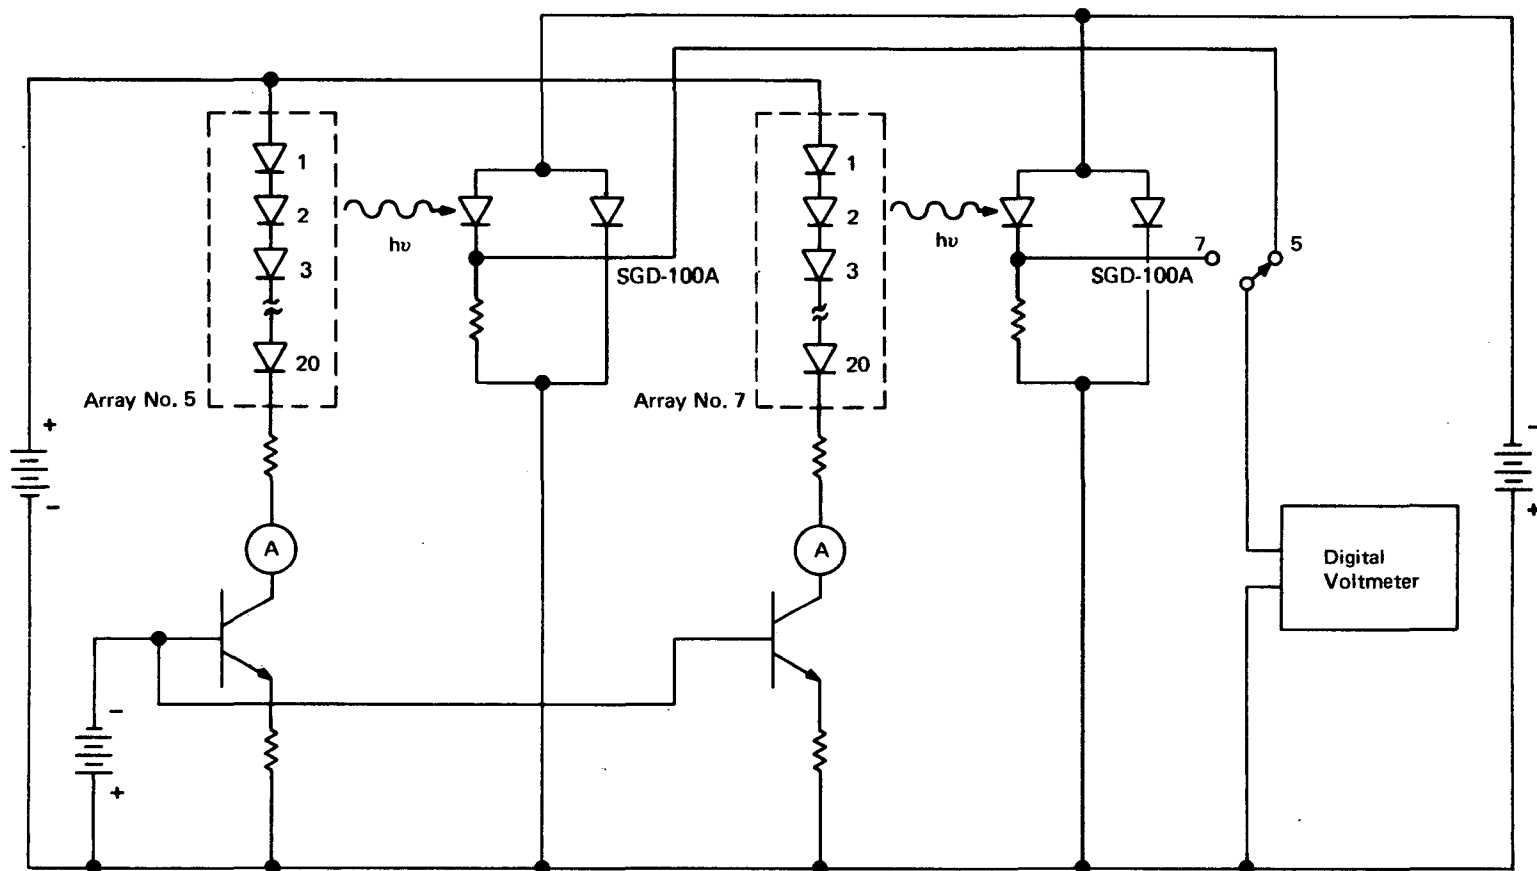 1
2
3
20
Array No. 5
hυ
SGD-100A
1
2
3
20
Array No. 7
hυ
SGD-100A
7
5
+
−
A
−
+
A
Digital
Voltmeter
−
+